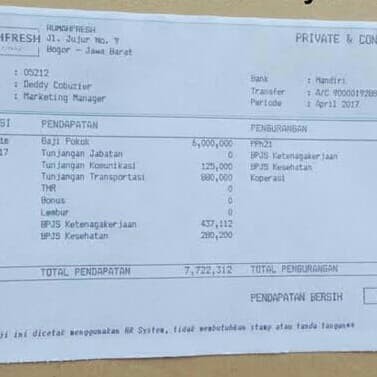 RUMAHFRESH
HFRESH Jl. Jujur No. 7 PRIVATE & CON
Bogor - Jawa Barat
: 05212 Bank : Mandiri
: Deddy Cobuzier Transfer : A/C 9000019289
: Marketing Manager Periode : April 2017
SI PENDAPATAN PENGURANGAN
Gaji Pokok 6,000,000 PPh21
17 Tunjangan Jabatan 0 BPJS Ketenagakerjaan
Tunjangan Komunikasi 125,000 BPJS Kesehatan
Tunjangan Transportasi 880,000 Koperasi
THR 0
Bonus 0
Lembur 0
BPJS Ketenagakerjaan 437,112
BPJS Kesehatan 280,200
TOTAL PENDAPATAN 7,722,312 TOTAL PENGURANGAN
PENDAPATAN BERSIH
ji ini dicetak menggunakan HR System, tidak membutuhkan stamp atau tanda tangan**